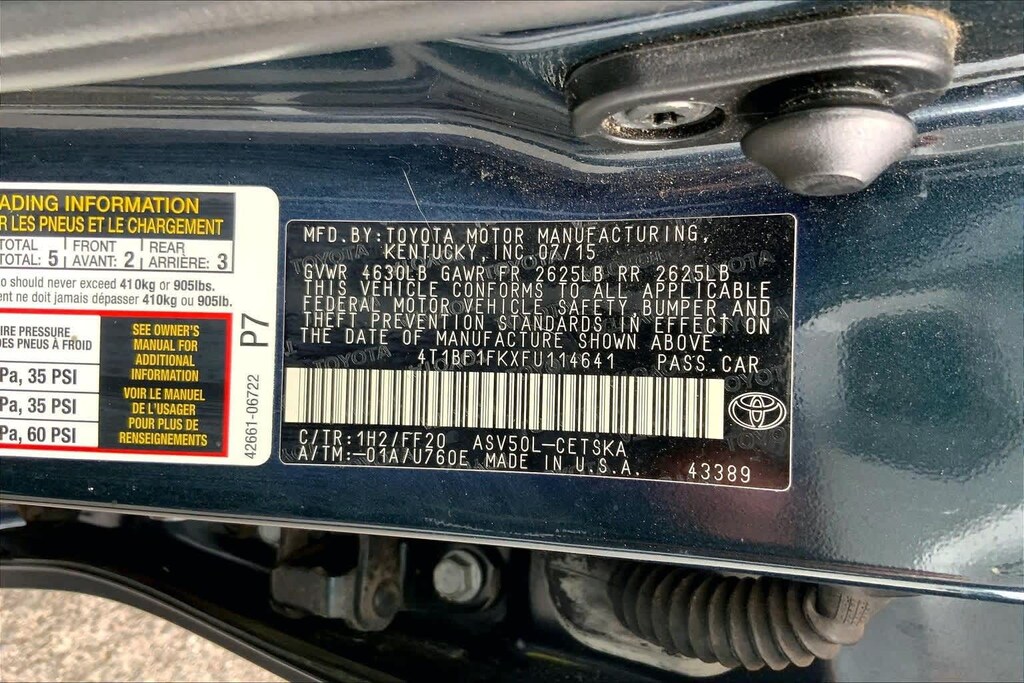 ADING INFORMATION
R LES PNEUS ET LE CHARGEMENT
TOTAL FRONT REAR
TOTAL: 5 AVANT: 2 ARRIÈRE: 3
o should never exceed 410kg or 905lbs.
ent ne doit jamais dépasser 410kg ou 905lb.
IRE PRESSURE
DES PNEUS À FROID
Pa, 35 PSI
Pa, 35 PSI
Pa, 60 PSI
SEE OWNER'S
MANUAL FOR
ADDITIONAL
INFORMATION
VOIR LE MANUEL
DE L'USAGER
POUR PLUS DE
RENSEIGNEMENTS
P7
42661-06722
MFD.BY:TOYOTA MOTOR MANUFACTURING,
KENTUCKY,INC.07/15
GVWR 4630LB GAWR FR 2625LB RR 2625LB
THIS VEHICLE CONFORMS TO ALL APPLICABLE
FEDERAL MOTOR VEHICLE SAFETY,BUMPER,AND
THEFT PREVENTION STANDARDS IN EFFECT ON
THE DATE OF MANUFACTURE SHOWN ABOVE.
4T1BF1FKXFU114641 PASS.CAR
C/TR:1H2/FF20 ASV50L-CETSKA
A/TM:-01A/U760E MADE IN U.S.A. 43389